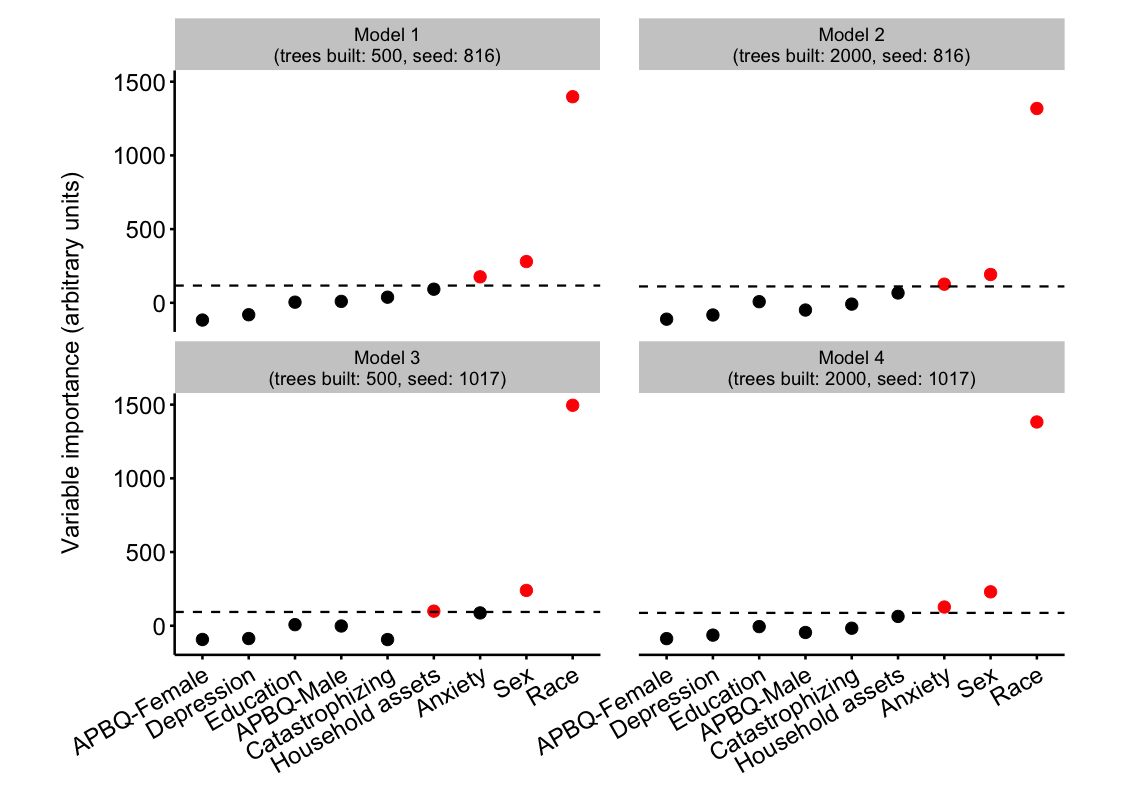 Model 1
(trees built: 500, seed: 816)
Model 2
(trees built: 2000, seed: 816)
1500
1000
500
0
Variable importance (arbitrary units)
Model 3
(trees built: 500, seed: 1017)
Model 4
(trees built: 2000, seed: 1017)
1500
1000
500
0
APBQ-Female
Depression
Education
APBQ-Male
Catastrophizing
Household assets
Anxiety
Sex
Race
APBQ-Female
Depression
Education
APBQ-Male
Catastrophizing
Household assets
Anxiety
Sex
Race